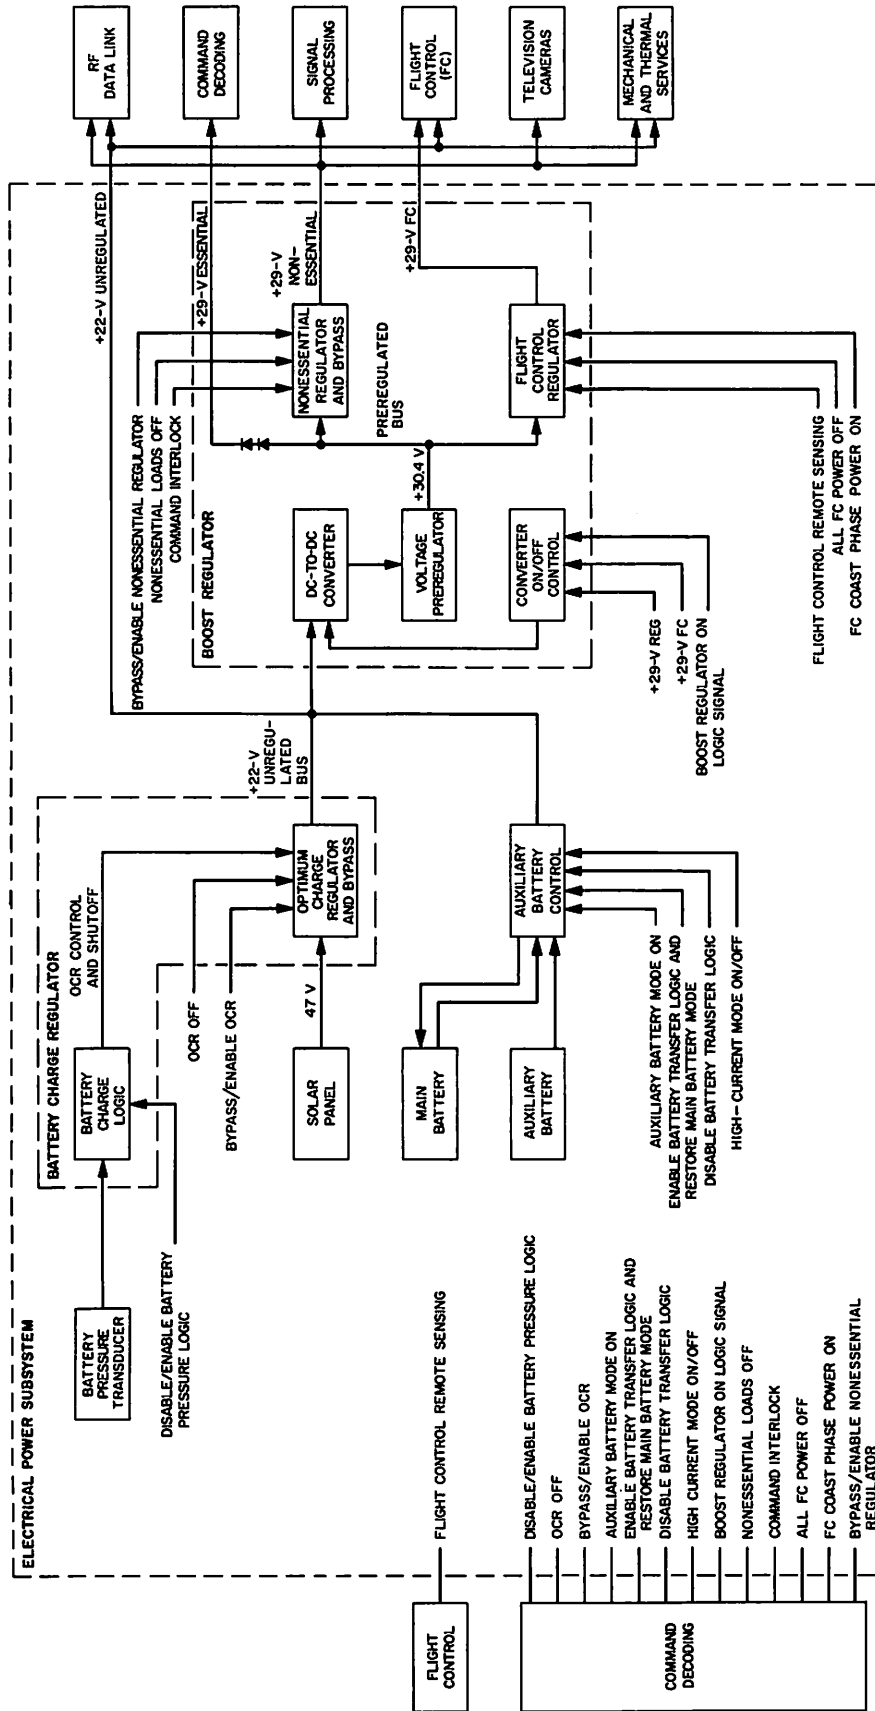 ELECTRICAL POWER SUBSYSTEM
BATTERY
PRESSURE
TRANSDUCER
DISABLE/ENABLE BATTERY
PRESSURE LOGIC
BATTERY CHARGE REGULATOR
BATTERY
CHARGE
LOGIC
OCR CONTROL
AND SHUTOFF
OCR OFF
BYPASS/ENABLE OCR
SOLAR
PANEL
47 V
OPTIMUM
CHARGE
REGULATOR
AND BYPASS
+22-V
UNREGU-
LATED
BUS
MAIN
BATTERY
AUXILIARY
BATTERY
AUXILIARY
BATTERY
CONTROL
AUXILIARY BATTERY MODE ON
ENABLE BATTERY TRANSFER LOGIC AND
RESTORE MAIN BATTERY MODE
DISABLE BATTERY TRANSFER LOGIC
HIGH-CURRENT MODE ON/OFF
+22-V UNREGULATED
BYPASS/ENABLE NONESSENTIAL REGULATOR
NONESSENTIAL LOADS OFF
COMMAND INTERLOCK
BOOST REGULATOR
DC-TO-DC
CONVERTER
VOLTAGE
PREREGULATOR
CONVERTER
ON/OFF
CONTROL
+29-V REG
+29-V FC
BOOST REGULATOR ON
LOGIC SIGNAL
+30.4 V
PREREGULATED
BUS
+29-V ESSENTIAL
NONESSENTIAL
REGULATOR
AND BYPASS
+29-V
NON-
ESSENTIAL
FLIGHT
CONTROL
REGULATOR
+29-V FC
FLIGHT CONTROL REMOTE SENSING
ALL FC POWER OFF
FC COAST PHASE POWER ON
RF
DATA LINK
COMMAND
DECODING
SIGNAL
PROCESSING
FLIGHT
CONTROL
(FC)
TELEVISION
CAMERAS
MECHANICAL
AND THERMAL
SERVICES
FLIGHT
CONTROL
FLIGHT CONTROL REMOTE SENSING
COMMAND
DECODING
DISABLE/ENABLE BATTERY PRESSURE LOGIC
OCR OFF
BYPASS/ENABLE OCR
AUXILIARY BATTERY MODE ON
ENABLE BATTERY TRANSFER LOGIC AND
RESTORE MAIN BATTERY MODE
DISABLE BATTERY TRANSFER LOGIC
HIGH CURRENT MODE ON/OFF
BOOST REGULATOR ON LOGIC SIGNAL
NONESSENTIAL LOADS OFF
COMMAND INTERLOCK
ALL FC POWER OFF
FC COAST PHASE POWER ON
BYPASS/ENABLE NONESSENTIAL
REGULATOR